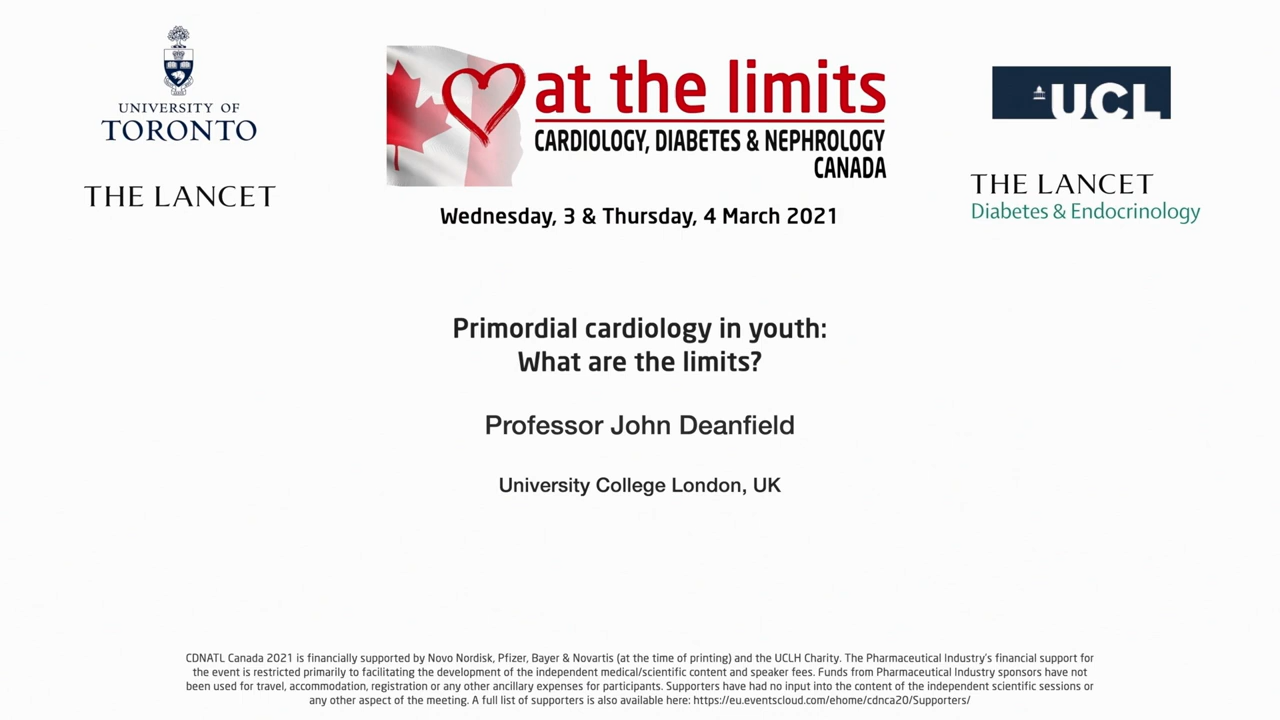 UNIVERSITY OF
TORONTO
THE LANCET
at the limits
CARDIOLOGY, DIABETES & NEPHROLOGY
CANADA
Wednesday, 3 & Thursday, 4 March 2021
UCL
THE LANCET
Diabetes & Endocrinology
Primordial cardiology in youth:
What are the limits?
Professor John Deanfield
University College London, UK
CDNATL Canada 2021 is financially supported by Novo Nordisk, Pfizer, Bayer & Novartis (at the time of printing) and the UCLH Charity. The Pharmaceutical Industry's financial support for
the event is restricted primarily to facilitating the development of the independent medical/scientific content and speaker fees. Funds from Pharmaceutical Industry sponsors have not
been used for travel, accommodation, registration or any other ancillary expenses for participants. Supporters have had no input into the content of the independent scientific sessions or
any other aspect of the meeting. A full list of supporters is also available here: https://eu.eventscloud.com/ehome/cdnca20/Supporters/